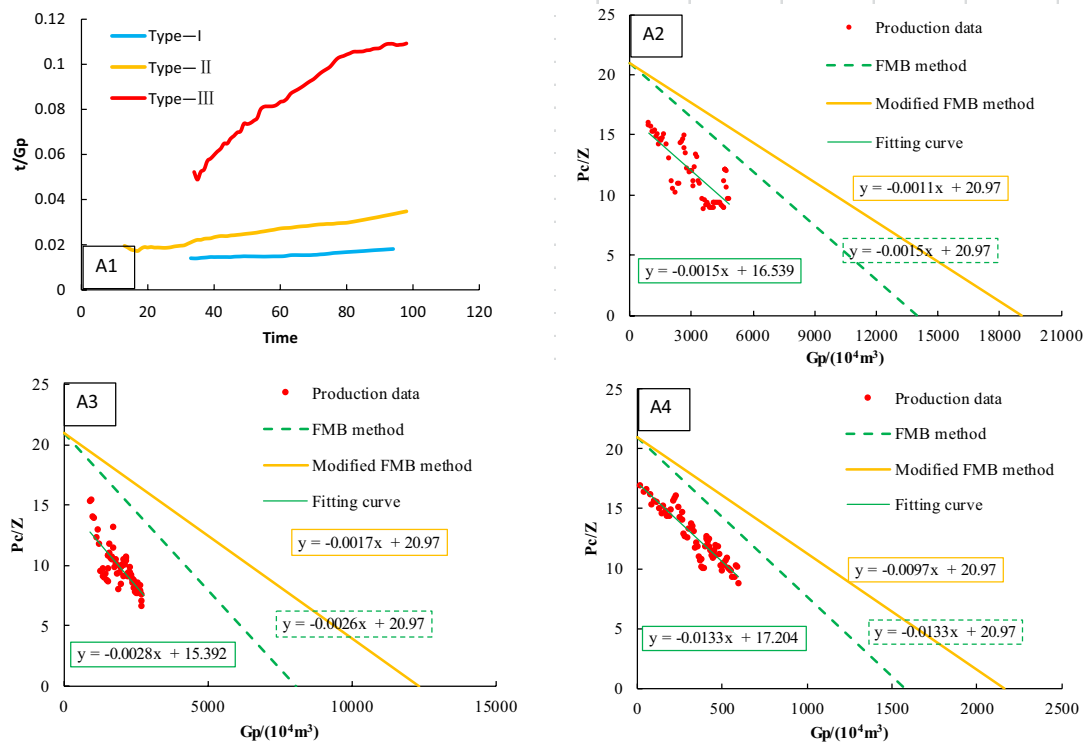 0.12
0.1
0.08
0.06
0.04
0.02
0
t/Gp
Type—I
Type—Ⅱ
Type—Ⅲ
A1
0 20 40 60 80 100 120
Time
25
20
15
10
5
0
Pc/Z
A2
Production data
FMB method
Modified FMB method
Fitting curve
y = -0.0011x + 20.97
y = -0.0015x + 20.97
y = -0.0015x + 16.539
0 3000 6000 9000 12000 15000 18000 21000
Gp/(10⁴m³)
25
20
15
10
5
0
Pc/Z
A3
Production data
FMB method
Modified FMB method
Fitting curve
y = -0.0017x + 20.97
y = -0.0026x + 20.97
y = -0.0028x + 15.392
0 5000 10000 15000
Gp/(10⁴m³)
25
20
15
10
5
0
Pc/Z
A4
Production data
FMB method
Modified FMB method
Fitting curve
y = -0.0097x + 20.97
y = -0.0133x + 20.97
y = -0.0133x + 17.204
0 500 1000 1500 2000 2500
Gp/(10⁴m³)